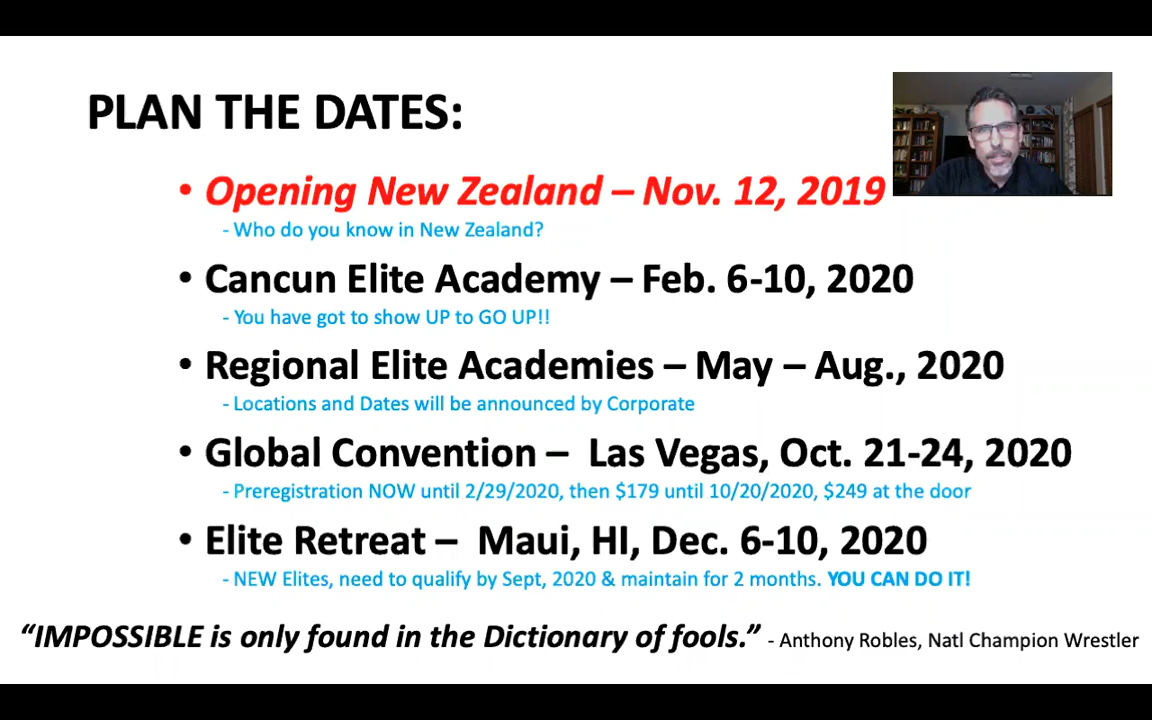 PLAN THE DATES:
• Opening New Zealand – Nov. 12, 2019
- Who do you know in New Zealand?
• Cancun Elite Academy – Feb. 6-10, 2020
- You have got to show UP to GO UP!!
• Regional Elite Academies – May – Aug., 2020
- Locations and Dates will be announced by Corporate
• Global Convention – Las Vegas, Oct. 21-24, 2020
- Preregistration NOW until 2/29/2020, then $179 until 10/20/2020, $249 at the door
• Elite Retreat – Maui, HI, Dec. 6-10, 2020
- NEW Elites, need to qualify by Sept, 2020 & maintain for 2 months. YOU CAN DO IT!
“IMPOSSIBLE is only found in the Dictionary of fools.” - Anthony Robles, Natl Champion Wrestler